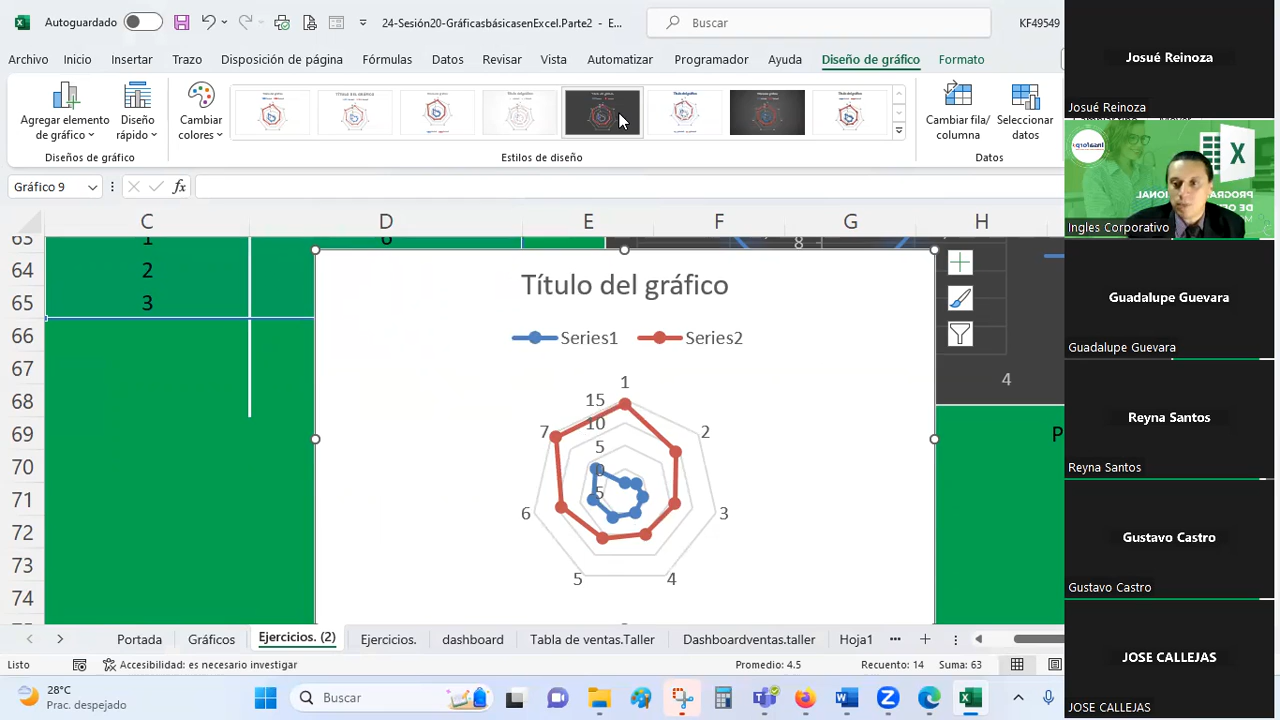 Autoguardado
24-Sesión20-GráficasbásicasenExcel.Parte2 - E...
Buscar
KF49549
Archivo Inicio Insertar Trazo Disposición de página Fórmulas Datos Revisar Vista Automatizar Programador Ayuda Diseño de gráfico Formato
Agregar elemento de gráfico
Diseño rápido
Cambiar colores
Cambiar fila/ columna
Seleccionar datos
Diseños de gráfico
Estilos de diseño
Datos
Gráfico 9
fx
C D E F G H
64 2
65 3
66
67
68
69
70
71
72
73
74
8
4
P
Título del gráfico
Series1 Series2
1
15
10
5
0
5
2
3
4
5
6
7
Portada Gráficos Ejercicios. (2) Ejercicios. dashboard Tabla de ventas.Taller Dashboardventas.taller Hoja1
Listo
Accesibilidad: es necesario investigar
Promedio: 4.5 Recuento: 14 Suma: 63
28°C
Prac. despejado
Buscar
Josué Reinoza
Josué Reinoza
Insaforp
X
PROGRAMA
DE OF
Ingles Corporativo
Guadalupe Guevara
Guadalupe Guevara
Reyna Santos
Reyna Santos
Gustavo Castro
Gustavo Castro
JOSE CALLEJAS
JOSE CALLEJAS